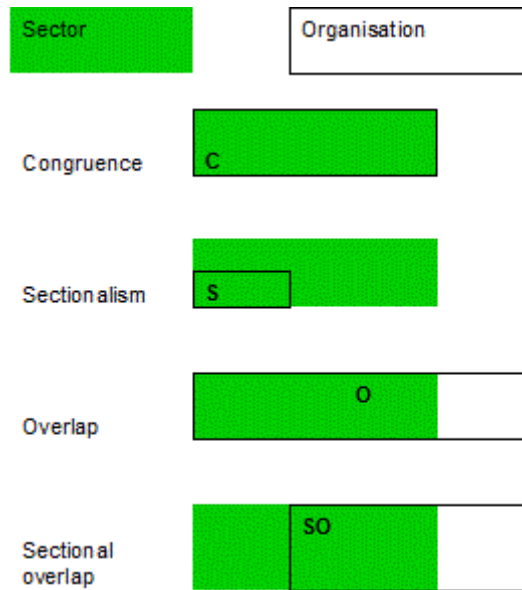 Sector
Organisation
Congruence
C
Sectionalism
S
Overlap
O
Sectional
overlap
SO